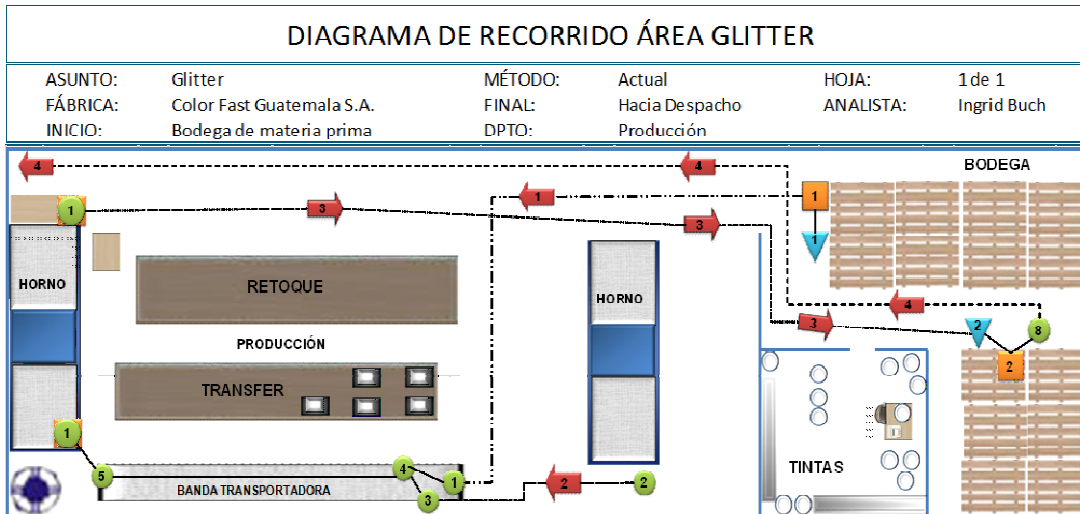 DIAGRAMA DE RECORRIDO ÁREA GLITTER
ASUNTO: Glitter MÉTODO: Actual HOJA: 1 de 1
FÁBRICA: Color Fast Guatemala S.A. FINAL: Hacia Despacho ANALISTA: Ingrid Buch
INICIO: Bodega de materia prima DPTO: Producción
4 4 BODEGA
1 1
1 3
3
1
HORNO RETOQUE HORNO
4
3 2 8
PRODUCCIÓN
2
TRANSFER
1
4
5 TINTAS
1 2 2
BANDA TRANSPORTADORA
3